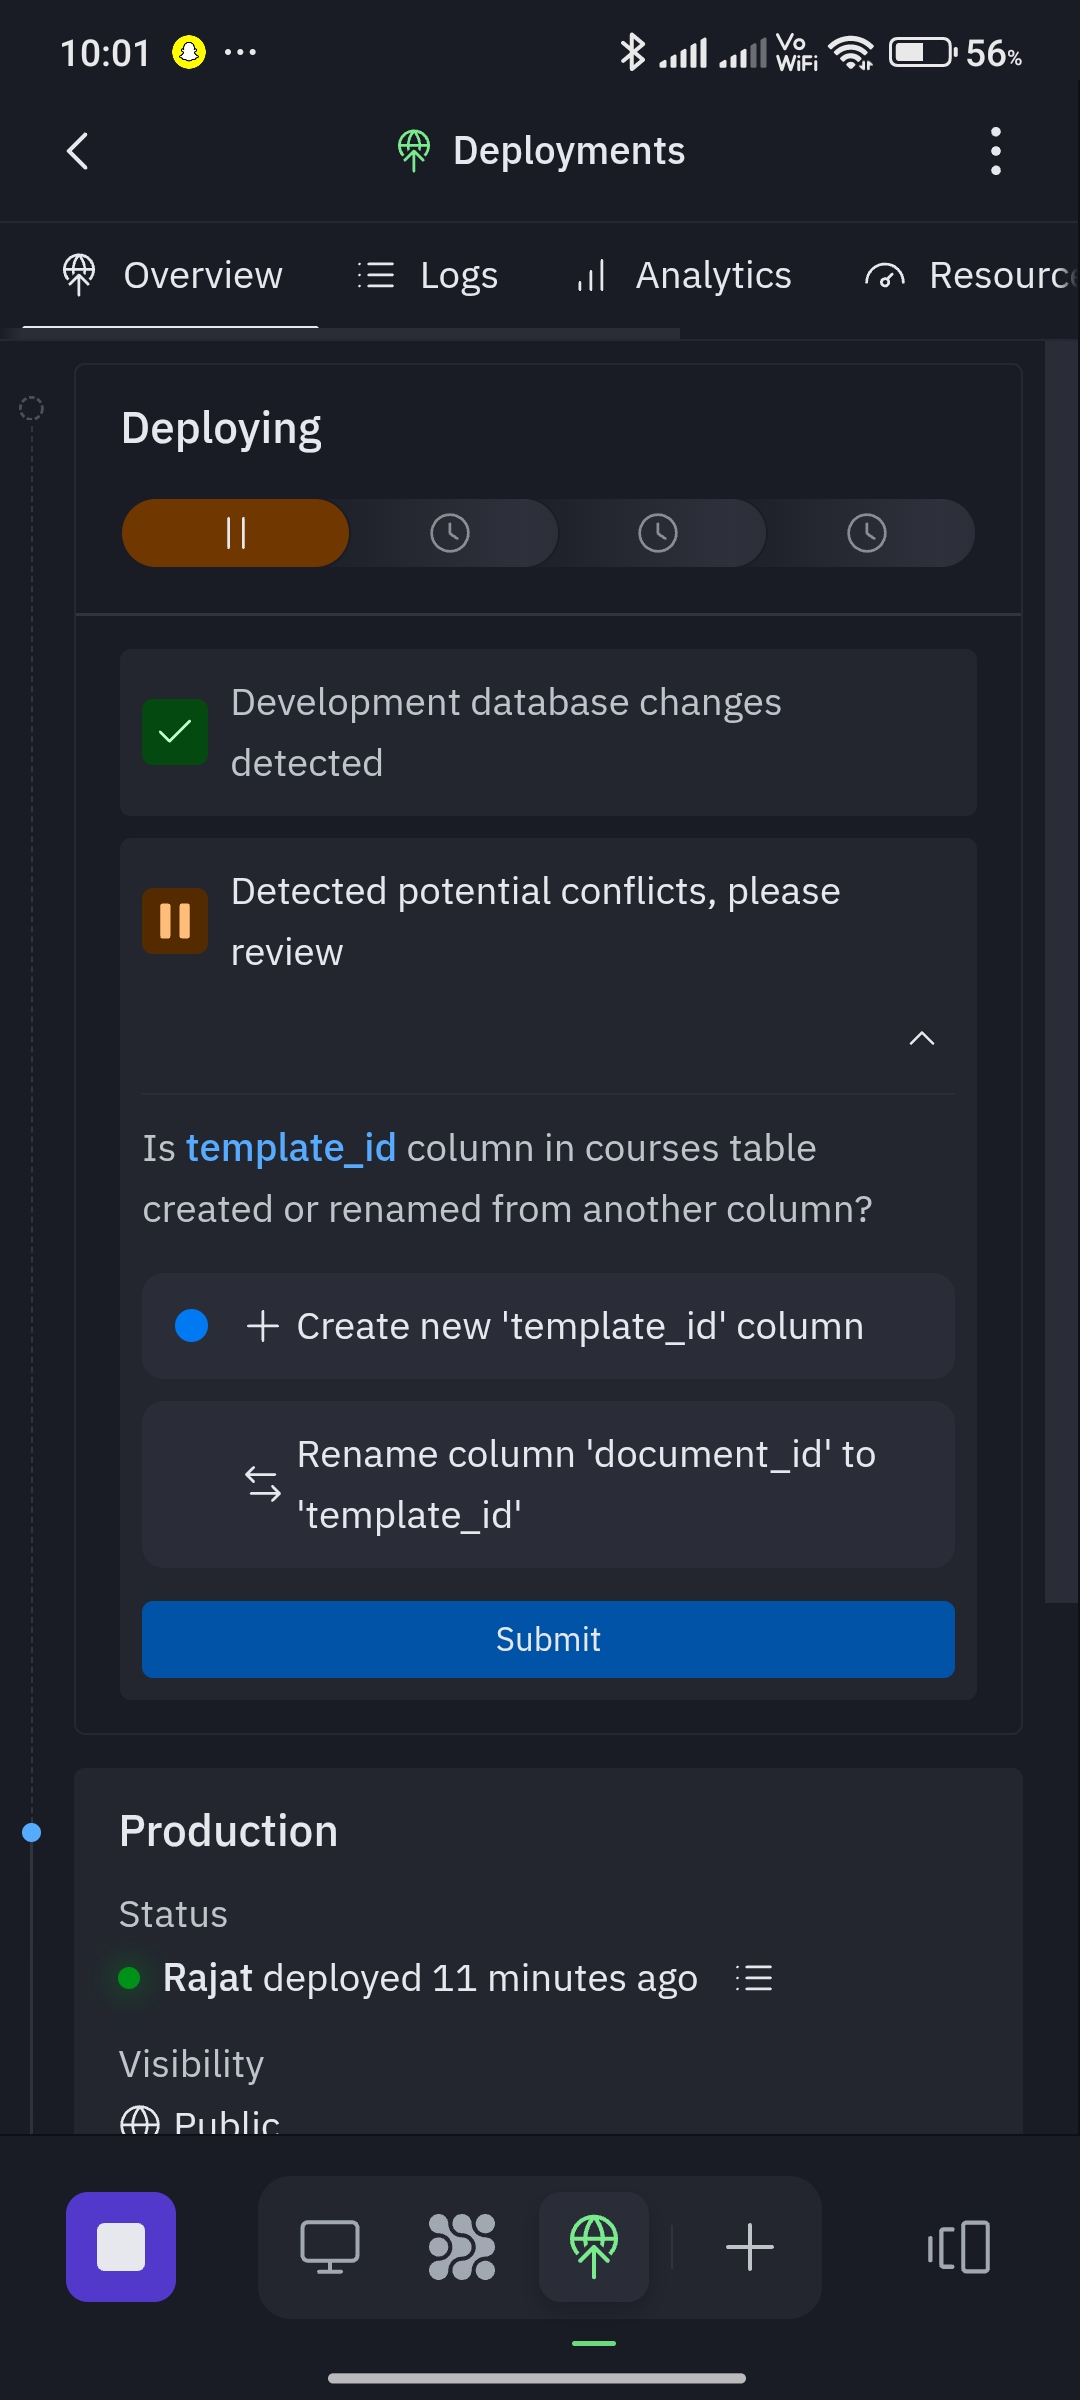 10:01
Vo
WiFi
56%
Deployments
Overview
Logs
Analytics
Resourc
Deploying
Development database changes
detected
Detected potential conflicts, please
review
Is template_id column in courses table
created or renamed from another column?
Create new 'template_id' column
Rename column 'document_id' to
'template_id'
Submit
Production
Status
Rajat deployed 11 minutes ago
Visibility
Public